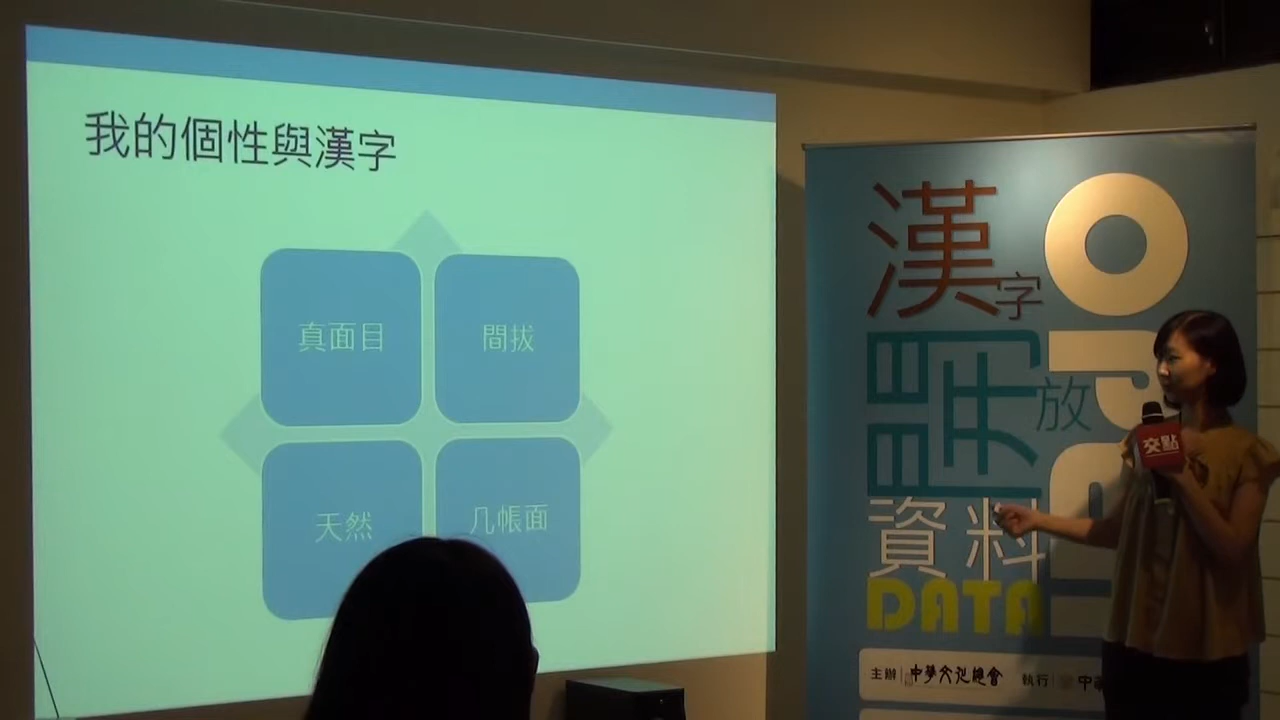 我的個性與漢字
真面目
間拔
天然
几帳面
漢字
開放
資料
DATA
交點
主辦 中華文化總會 執行 中